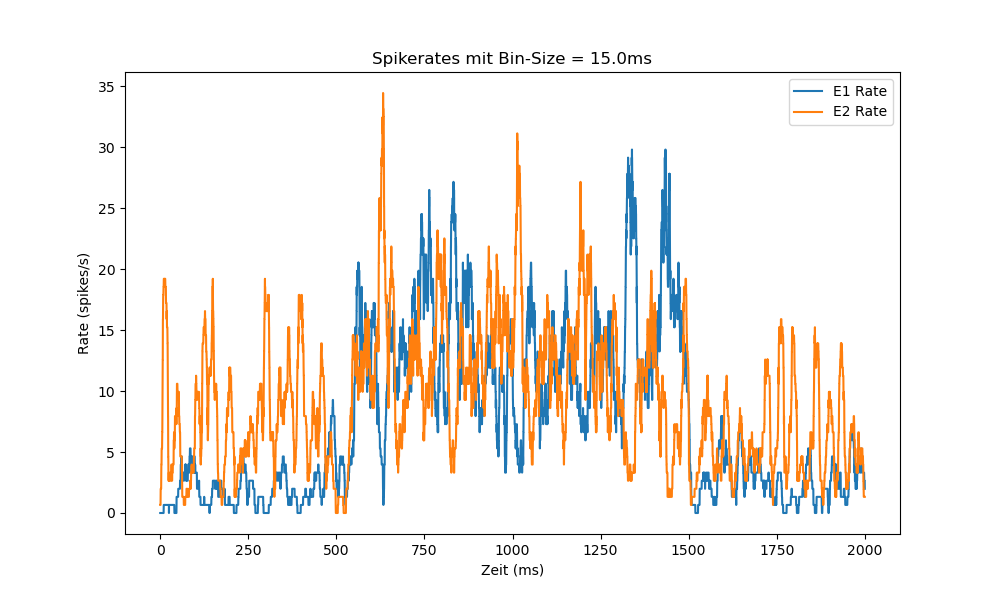 Spikerates mit Bin-Size = 15.0ms
E1 Rate
E2 Rate
35
30
25
20
15
10
5
0
Rate (spikes/s)
0 250 500 750 1000 1250 1500 1750 2000
Zeit (ms)